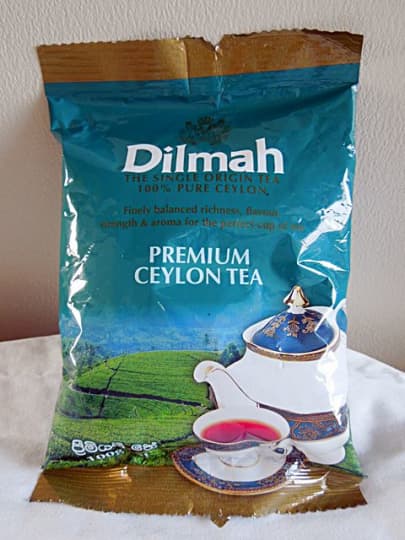 Dilmah
THE SINGLE ORIGIN TEA
100% PURE CEYLON
Finely balanced richness, flavour
strength & aroma for the perfect cup of tea
PREMIUM
CEYLON TEA
100g